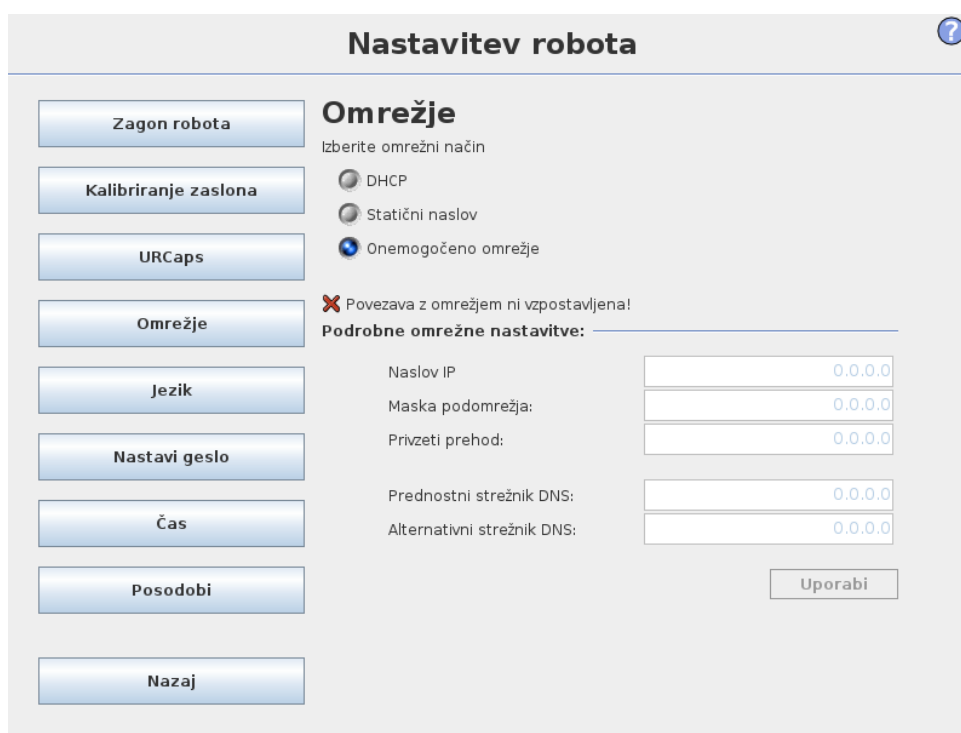 Nastavitev robota
?
Zagon robota
Kalibriranje zaslona
URCaps
Omrežje
Jezik
Nastavi geslo
Čas
Posodobi
Nazaj
Omrežje
Izberite omrežni način
DHCP
Statični naslov
Onemogočeno omrežje
Povezava z omrežjem ni vzpostavljena!
Podrobne omrežne nastavitve:
Naslov IP 0.0.0.0
Maska podomrežja: 0.0.0.0
Privzeti prehod: 0.0.0.0
Prednostni strežnik DNS: 0.0.0.0
Alternativni strežnik DNS: 0.0.0.0
Uporabi